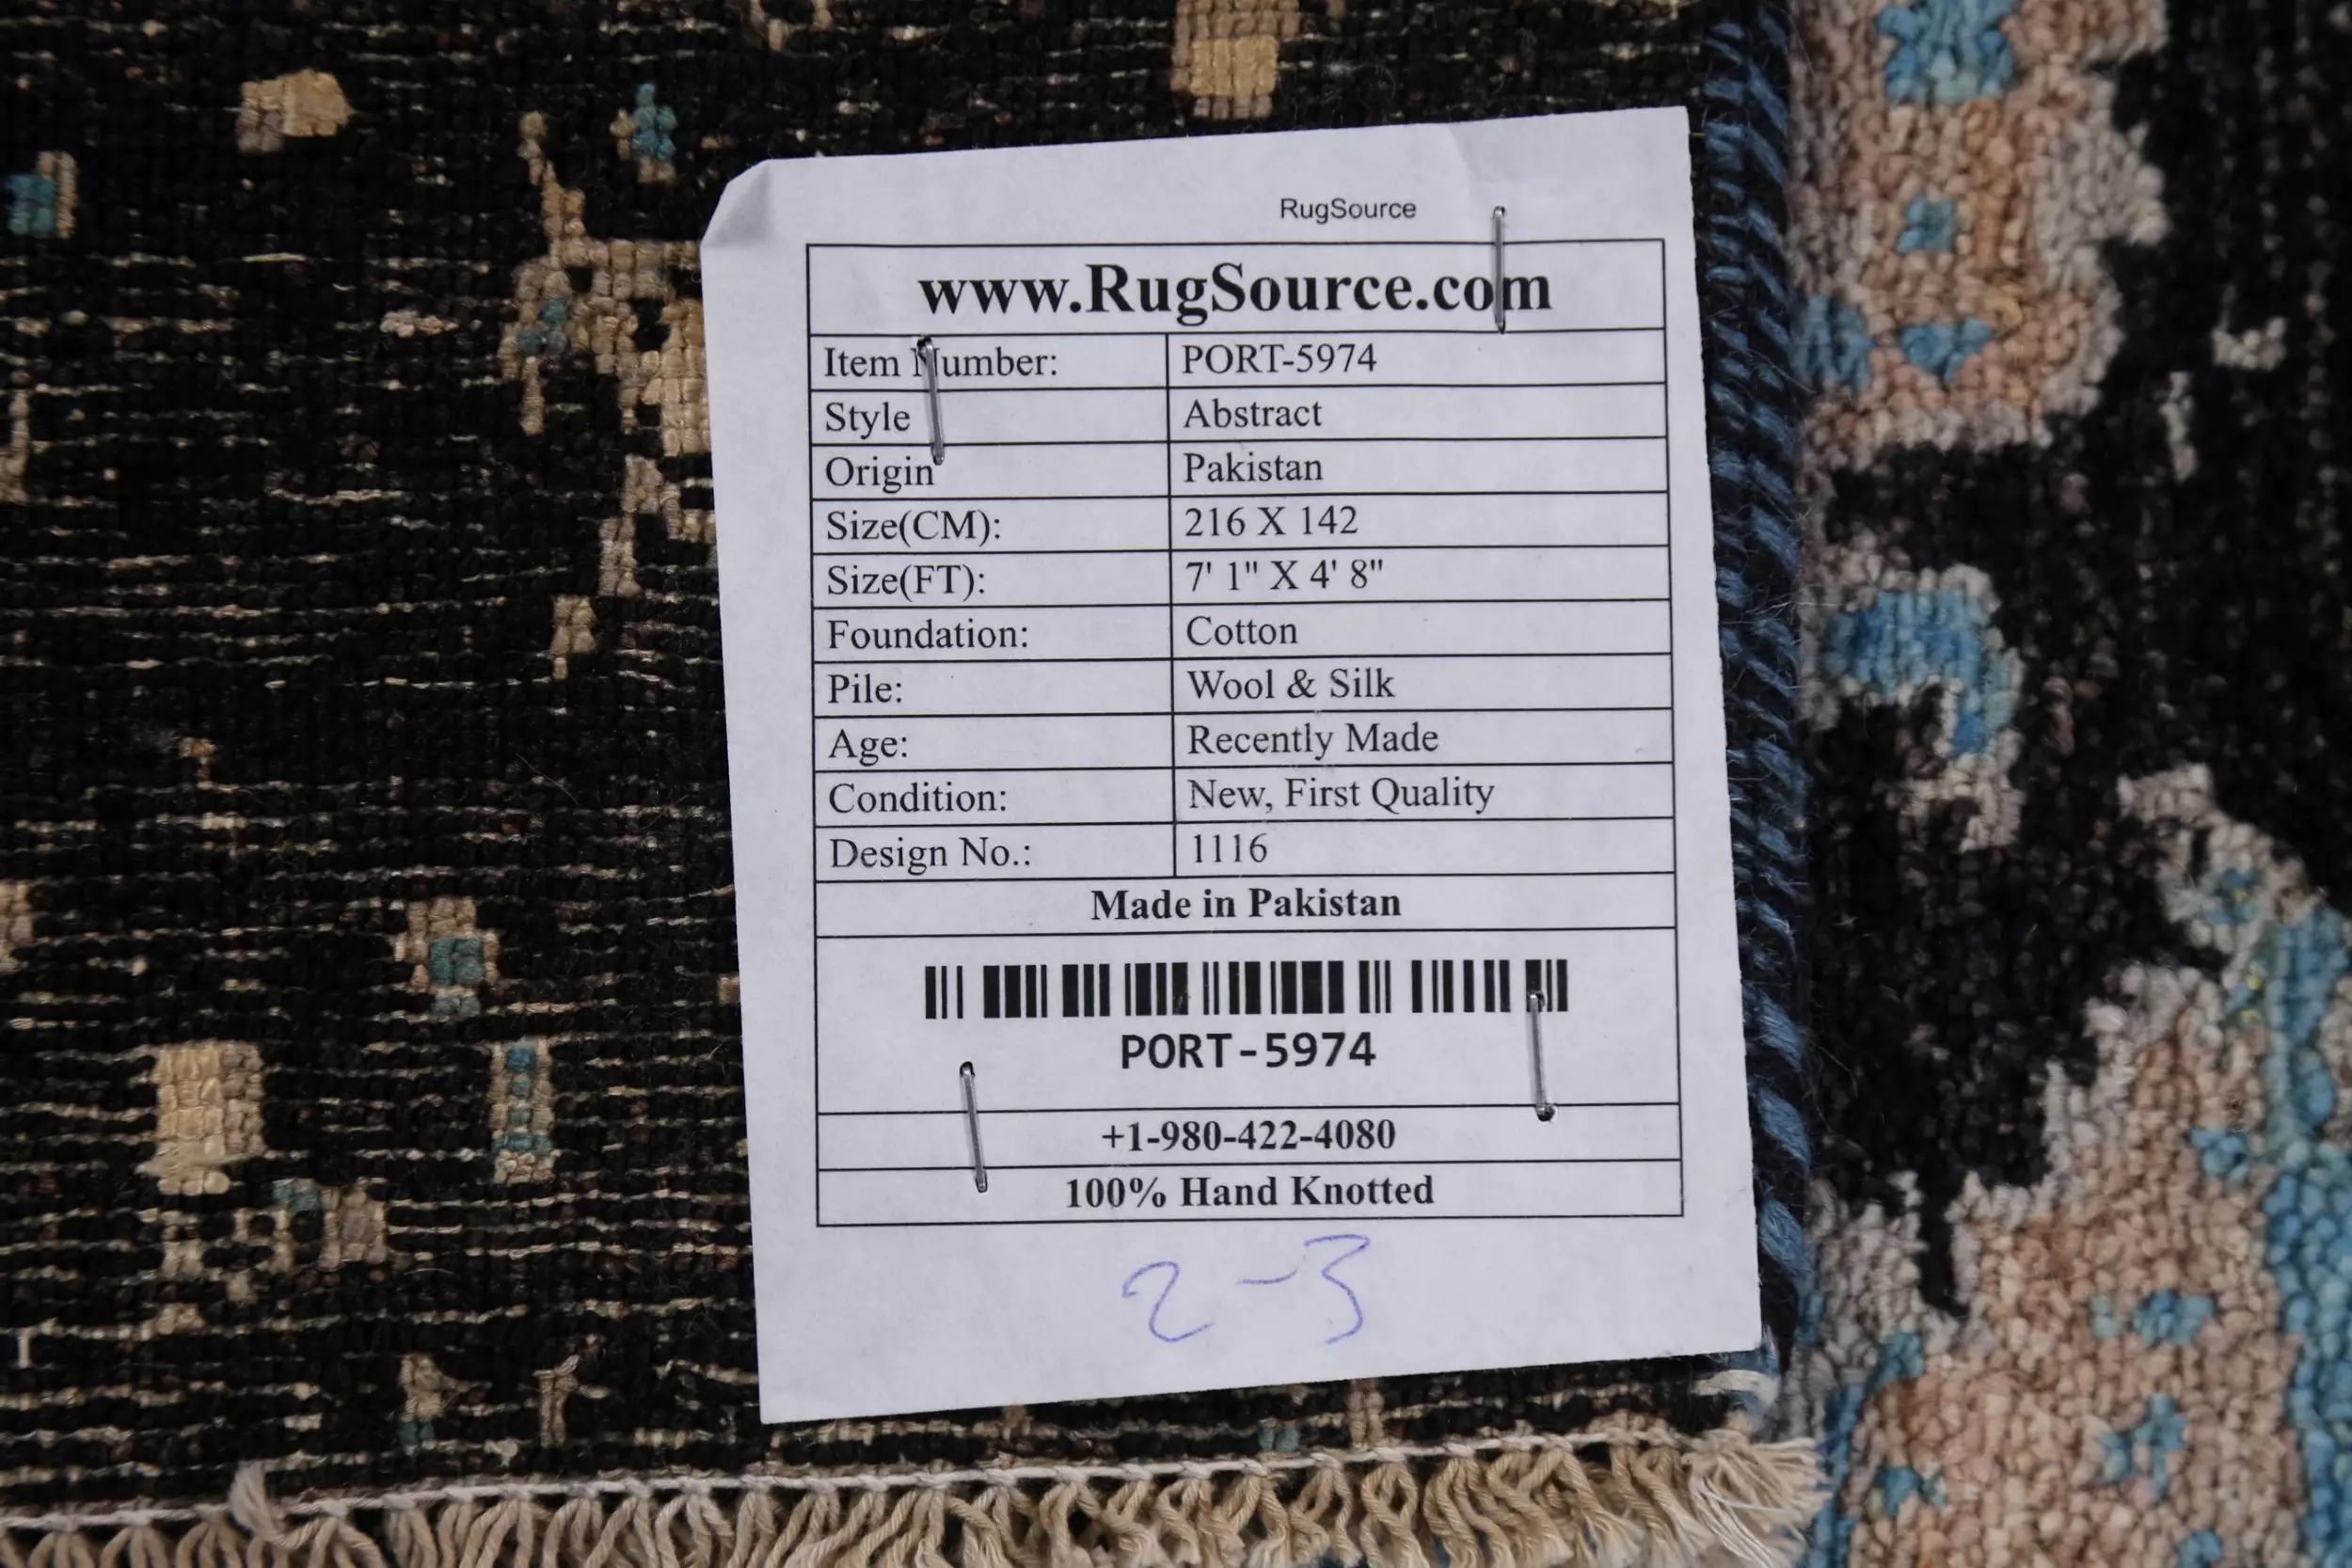 RugSource
www.RugSource.com
Item Number: PORT-5974
Style Abstract
Origin Pakistan
Size(CM): 216 X 142
Size(FT): 7' 1" X 4' 8"
Foundation: Cotton
Pile: Wool & Silk
Age: Recently Made
Condition: New, First Quality
Design No.: 1116
Made in Pakistan
PORT-5974
+1-980-422-4080
100% Hand Knotted
2-3